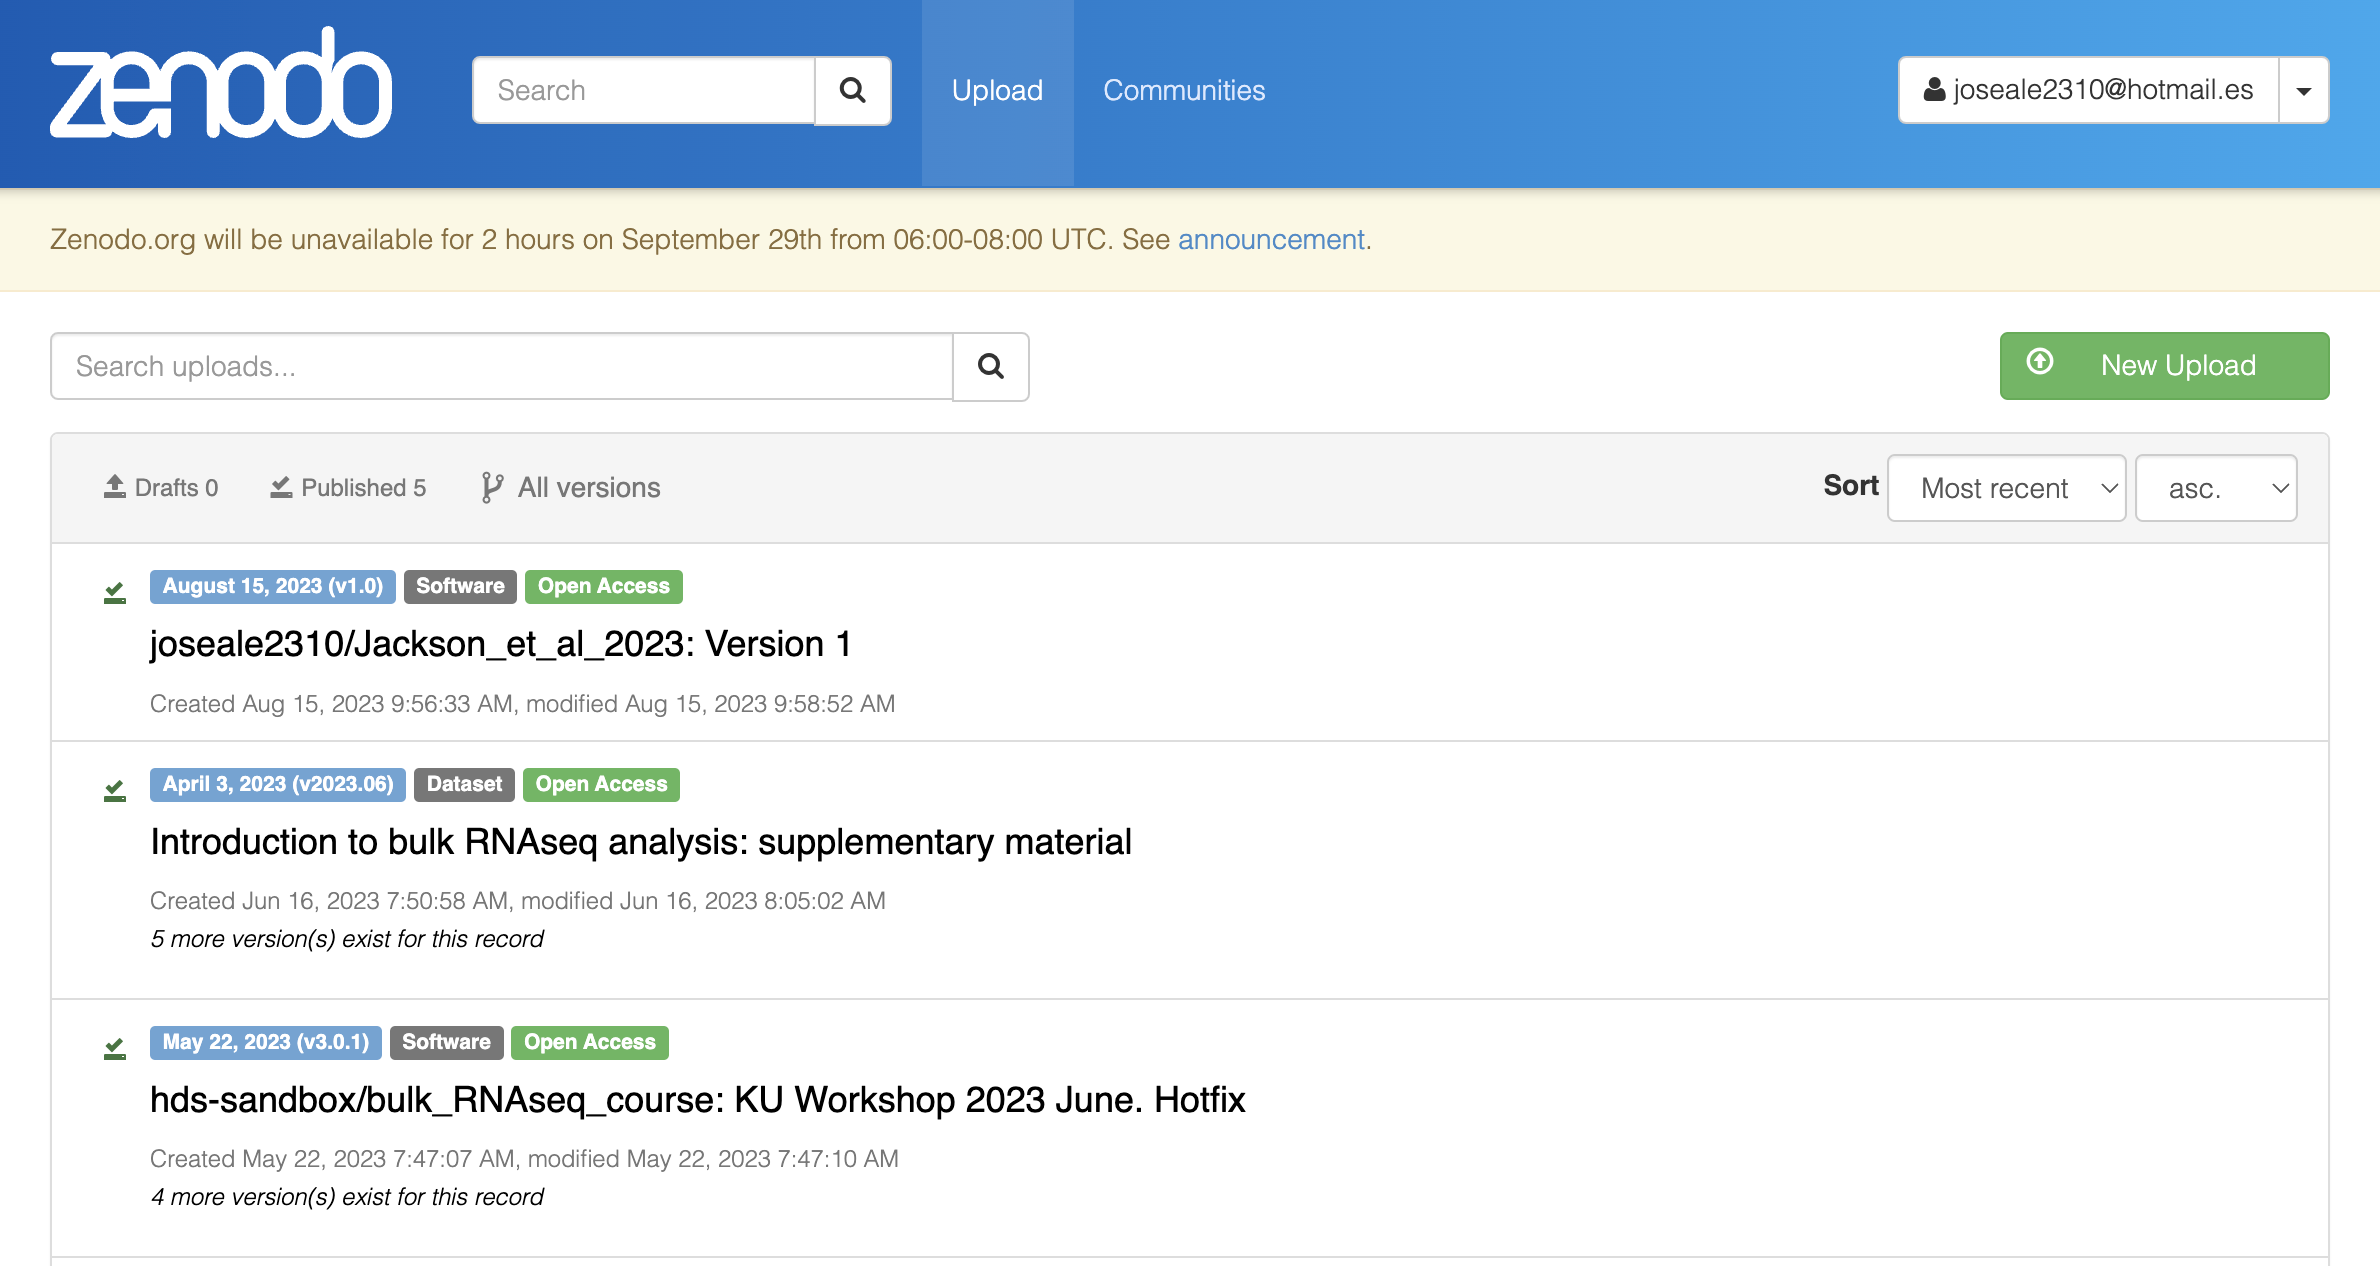 zenodo
Search
Upload
Communities
joseale2310@hotmail.es
Zenodo.org will be unavailable for 2 hours on September 29th from 06:00-08:00 UTC. See announcement.
Search uploads...
New Upload
Drafts 0 Published 5 All versions
Sort Most recent asc.
August 15, 2023 (v1.0) Software Open Access
joseale2310/Jackson_et_al_2023: Version 1
Created Aug 15, 2023 9:56:33 AM, modified Aug 15, 2023 9:58:52 AM
April 3, 2023 (v2023.06) Dataset Open Access
Introduction to bulk RNAseq analysis: supplementary material
Created Jun 16, 2023 7:50:58 AM, modified Jun 16, 2023 8:05:02 AM
5 more version(s) exist for this record
May 22, 2023 (v3.0.1) Software Open Access
hds-sandbox/bulk_RNAseq_course: KU Workshop 2023 June. Hotfix
Created May 22, 2023 7:47:07 AM, modified May 22, 2023 7:47:10 AM
4 more version(s) exist for this record